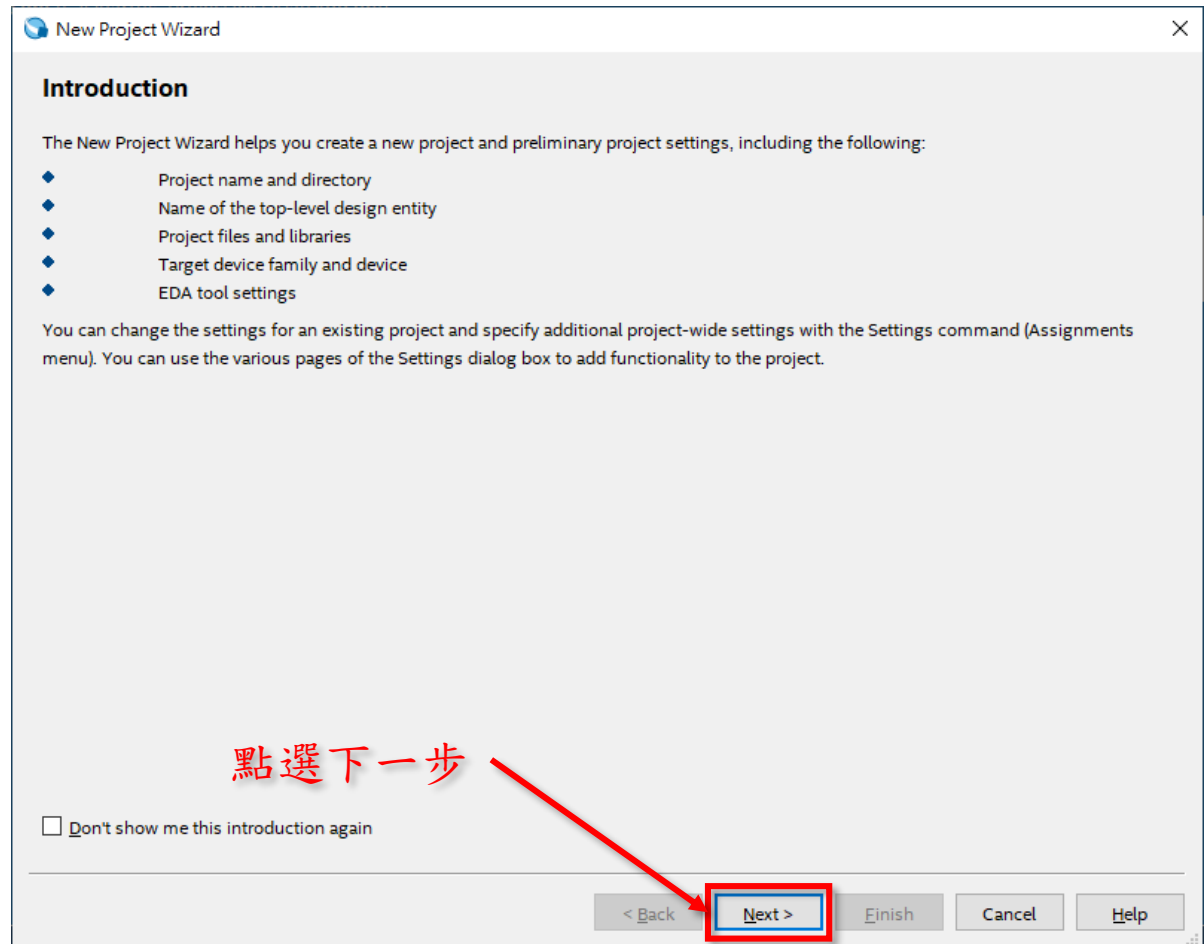 New Project Wizard
Introduction
The New Project Wizard helps you create a new project and preliminary project settings, including the following:
Project name and directory
Name of the top-level design entity
Project files and libraries
Target device family and device
EDA tool settings
You can change the settings for an existing project and specify additional project-wide settings with the Settings command (Assignments
menu). You can use the various pages of the Settings dialog box to add functionality to the project.
點選下一步
Don't show me this introduction again
< Back Next > Finish Cancel Help